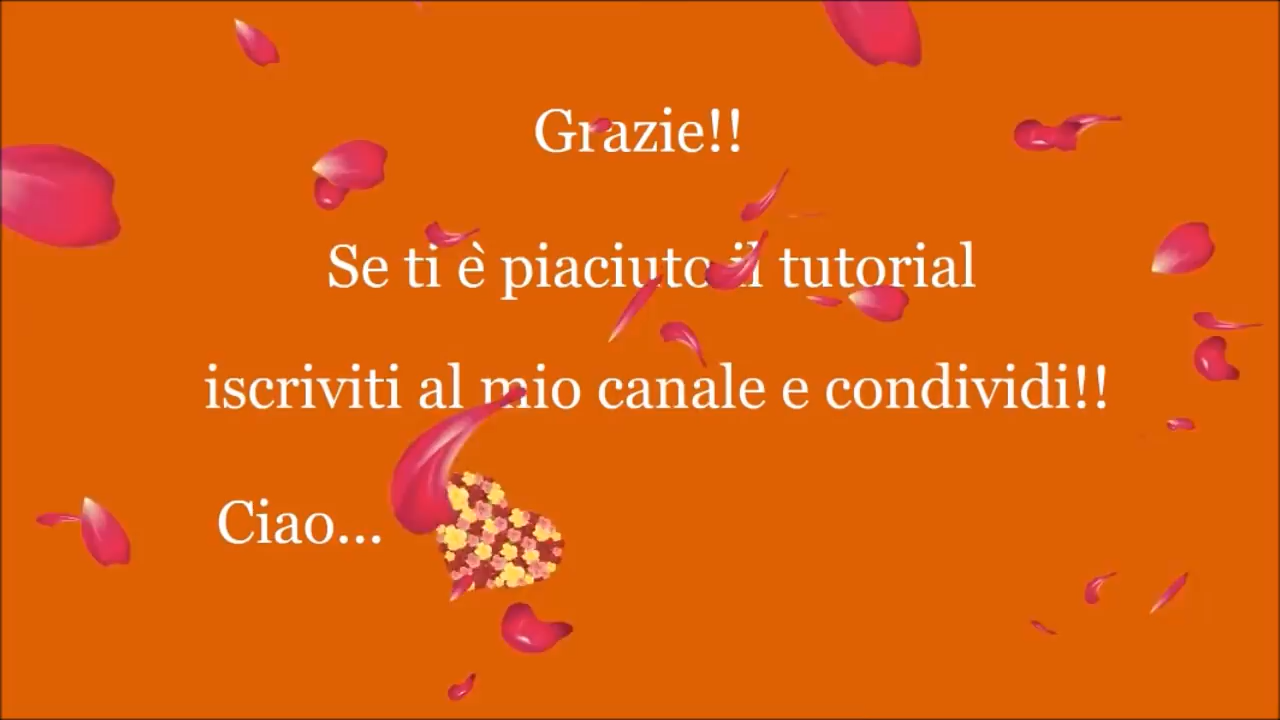 Grazie!!
Se ti è piaciuto il tutorial
iscriviti al mio canale e condividi!!
Ciao...